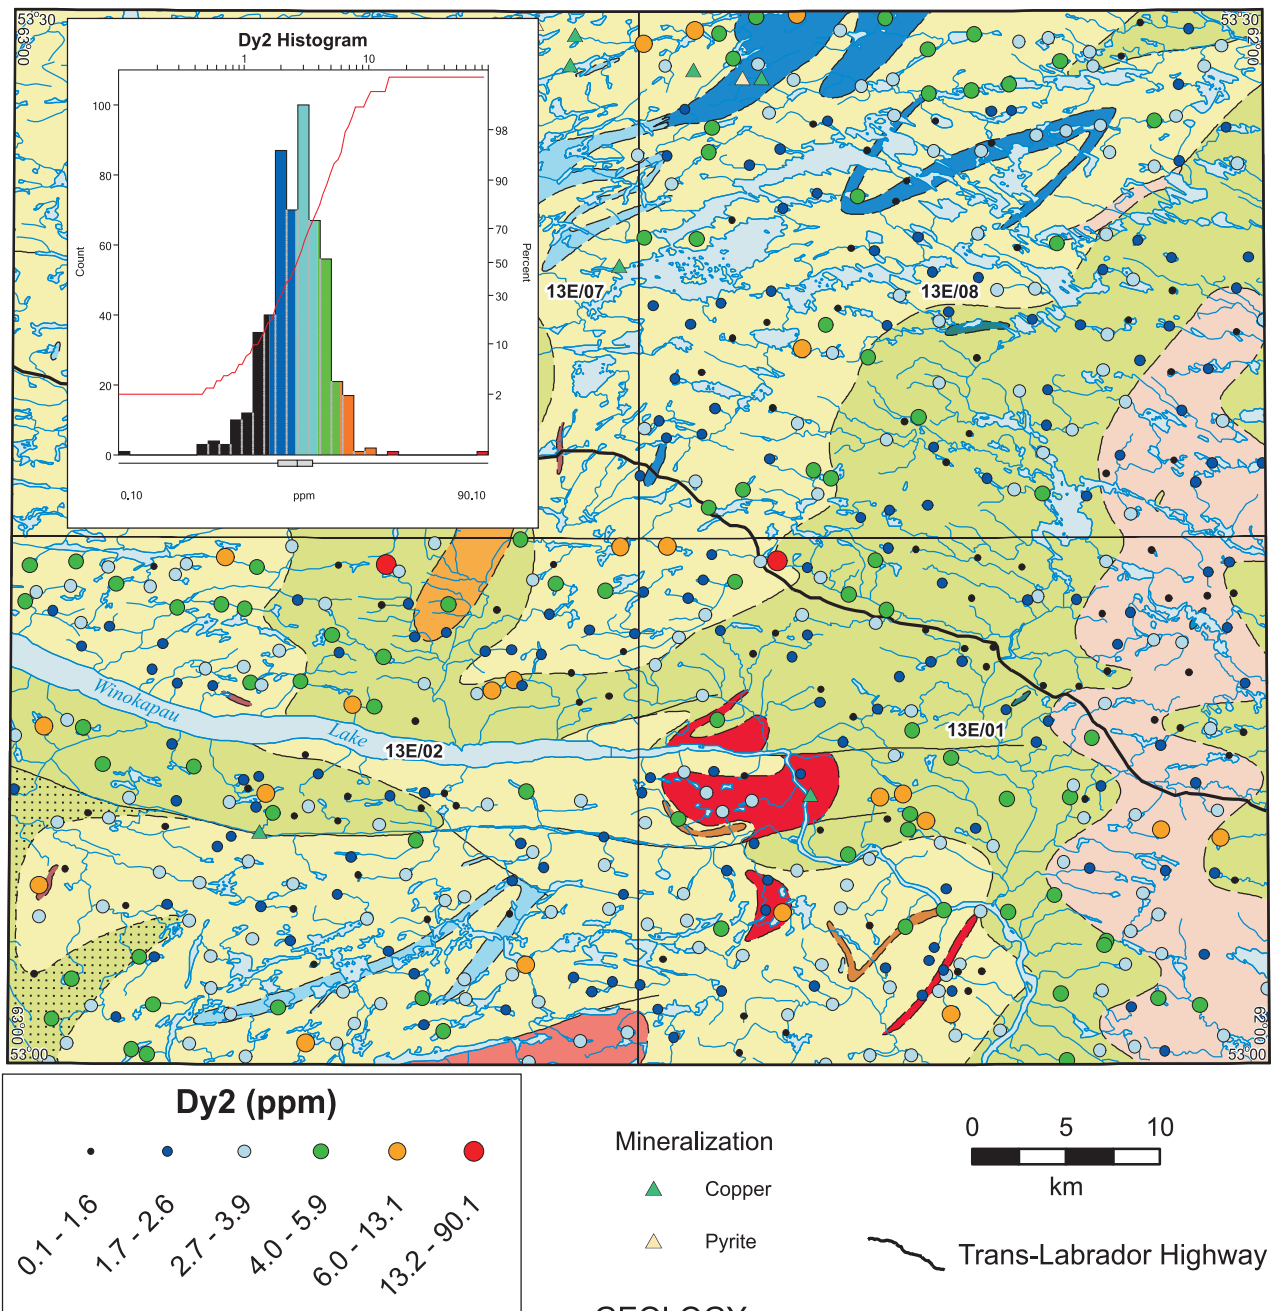 53°30
63°00
53°30
62°00
Dy2 Histogram
1 10
100
80
60
40
20
0
Count
98
90
70
50
30
10
2
Percent
0.10 ppm 90.10
13E/07
13E/08
Winokapau
Lake
13E/02
13E/01
63°00
53°00
62°00
53°00
Dy2 (ppm)
0.1 - 1.6
1.7 - 2.6
2.7 - 3.9
4.0 - 5.9
6.0 - 13.1
13.2 - 90.1
Mineralization
Copper
Pyrite
0 5 10
km
Trans-Labrador Highway
GEOLOGY